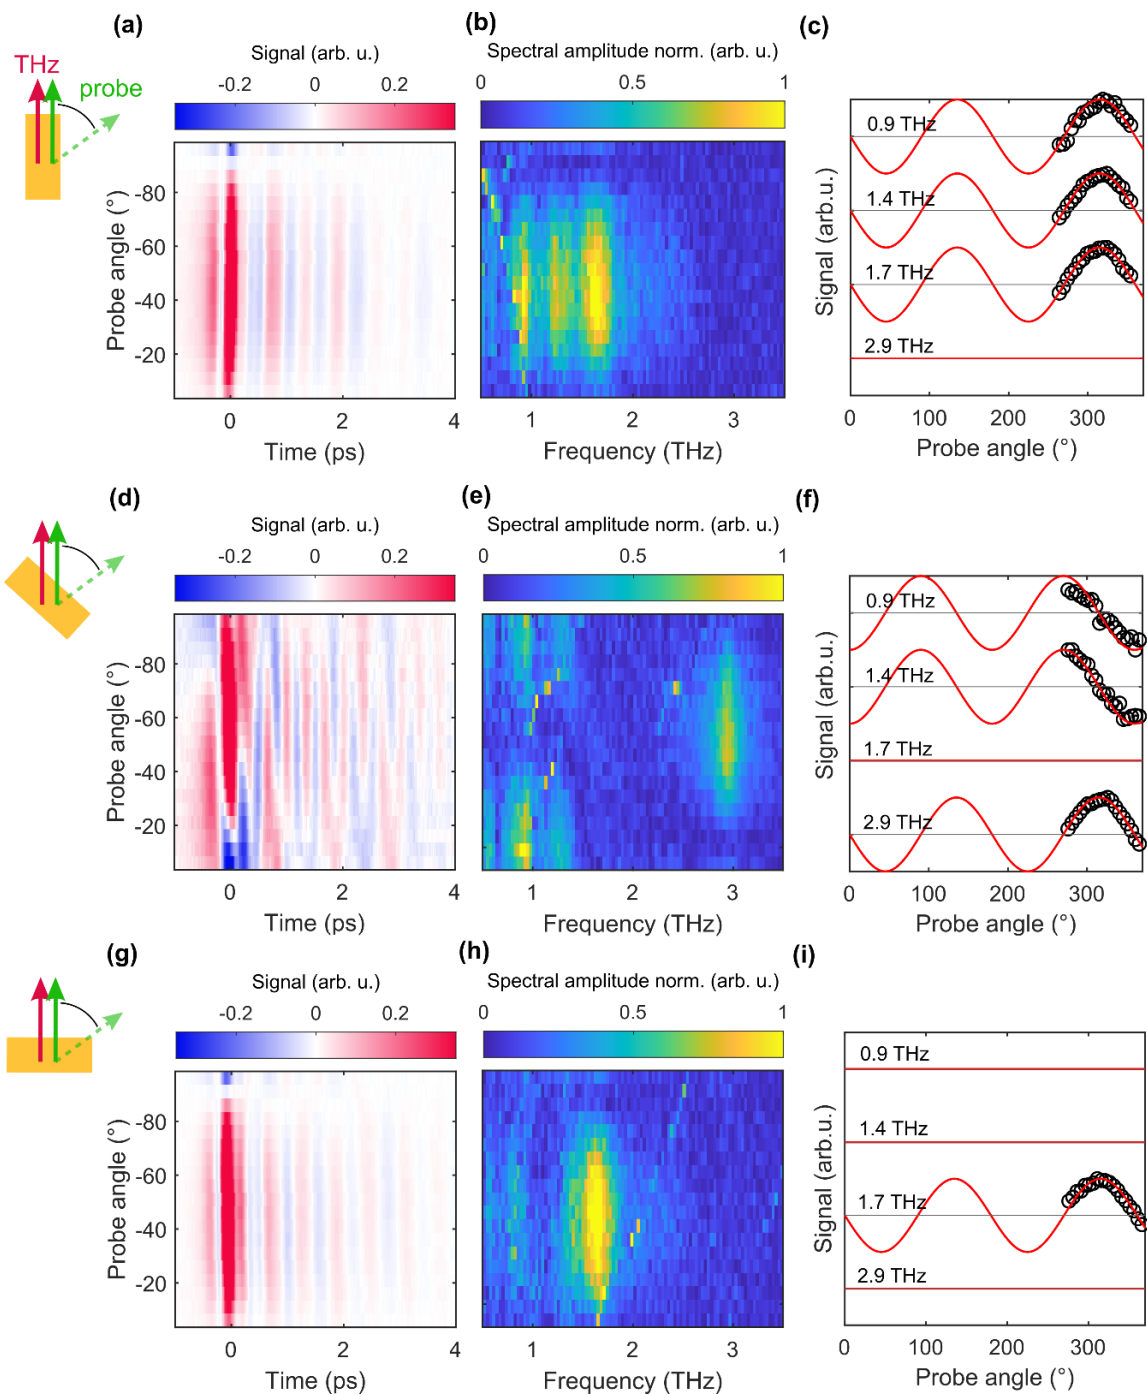 (a)
(b)
(c)
THz
probe
Signal (arb. u.)
-0.2
0
0.2
Probe angle (°)
-80
-60
-40
-20
0
2
4
Time (ps)
Spectral amplitude norm. (arb. u.)
0
0.5
1
1
2
3
Frequency (THz)
Signal (arb.u.)
0.9 THz
1.4 THz
1.7 THz
2.9 THz
0
100
200
300
Probe angle (°)
(d)
(e)
(f)
Signal (arb. u.)
-0.2
0
0.2
Probe angle (°)
-80
-60
-40
-20
0
2
4
Time (ps)
Spectral amplitude norm. (arb. u.)
0
0.5
1
1
2
3
Frequency (THz)
Signal (arb.u.)
0.9 THz
1.4 THz
1.7 THz
2.9 THz
0
100
200
300
Probe angle (°)
(g)
(h)
(i)
Signal (arb. u.)
-0.2
0
0.2
Probe angle (°)
-80
-60
-40
-20
0
2
4
Time (ps)
Spectral amplitude norm. (arb. u.)
0
0.5
1
1
2
3
Frequency (THz)
Signal (arb.u.)
0.9 THz
1.4 THz
1.7 THz
2.9 THz
0
100
200
300
Probe angle (°)